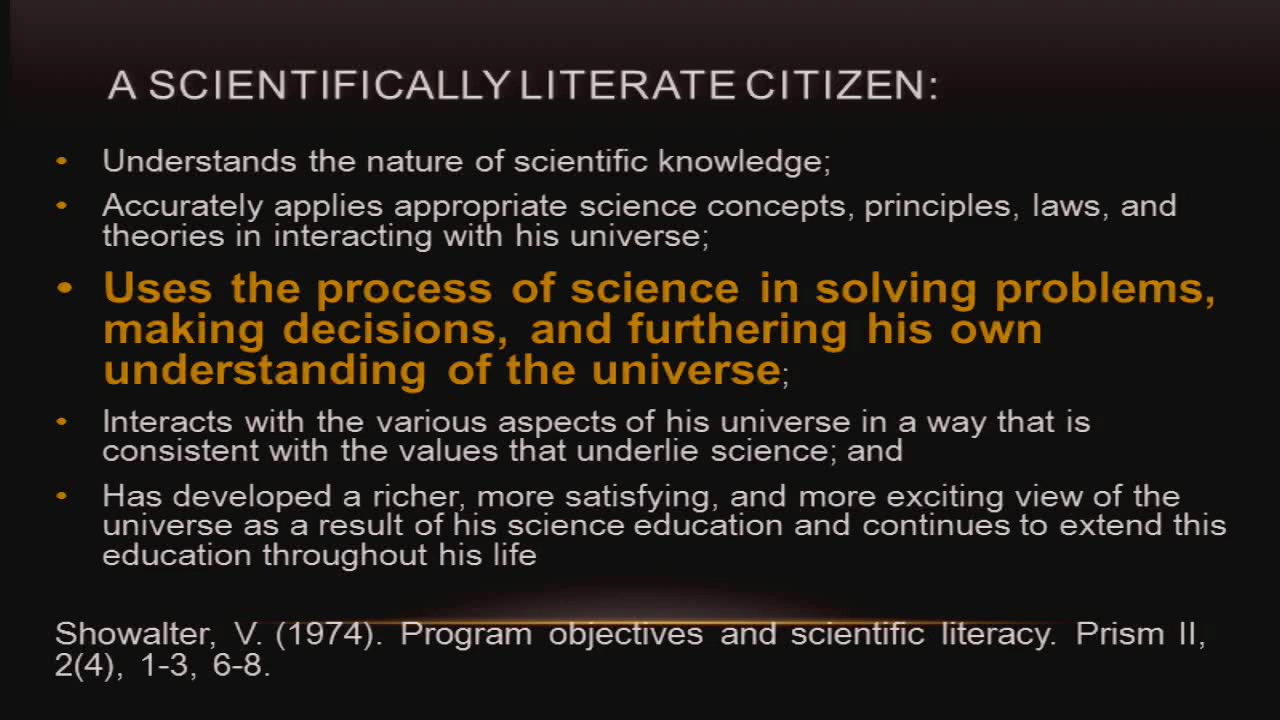 A SCIENTIFICALLY LITERATE CITIZEN:
• Understands the nature of scientific knowledge;
• Accurately applies appropriate science concepts, principles, laws, and
theories in interacting with his universe;
• Uses the process of science in solving problems,
making decisions, and furthering his own
understanding of the universe;
• Interacts with the various aspects of his universe in a way that is
consistent with the values that underlie science; and
• Has developed a richer, more satisfying, and more exciting view of the
universe as a result of his science education and continues to extend this
education throughout his life
Showalter, V. (1974). Program objectives and scientific literacy. Prism II,
2(4), 1-3, 6-8.